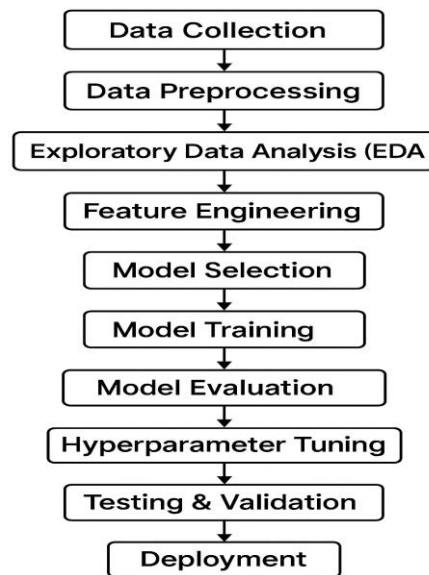 Data Collection
Data Preprocessing
Exploratory Data Analysis (EDA
Feature Engineering
Model Selection
Model Training
Model Evaluation
Hyperparameter Tuning
Testing & Validation
Deployment